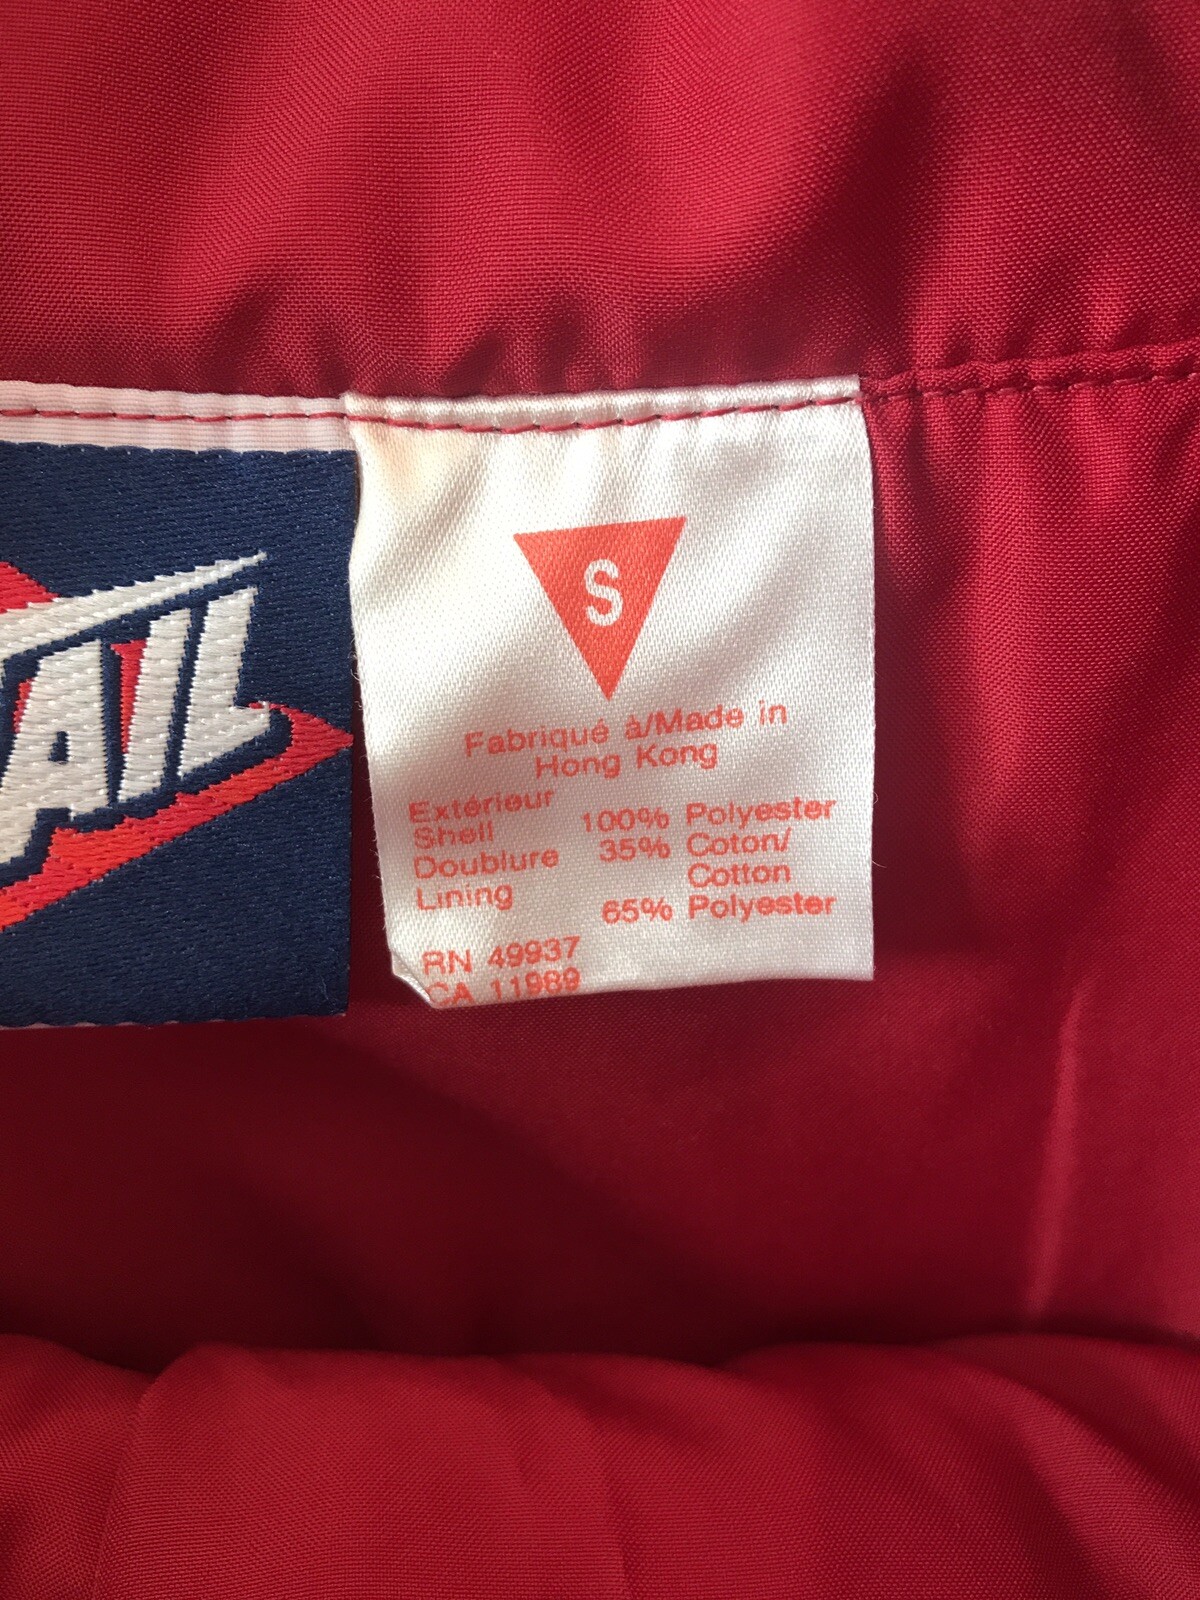 AIL
S
Fabriqué à/Made in
Hong Kong
Extérieur
Shell 100% Polyester
Doublure 35% Coton/
Lining Cotton
65% Polyester
RN 49937
CA 11989